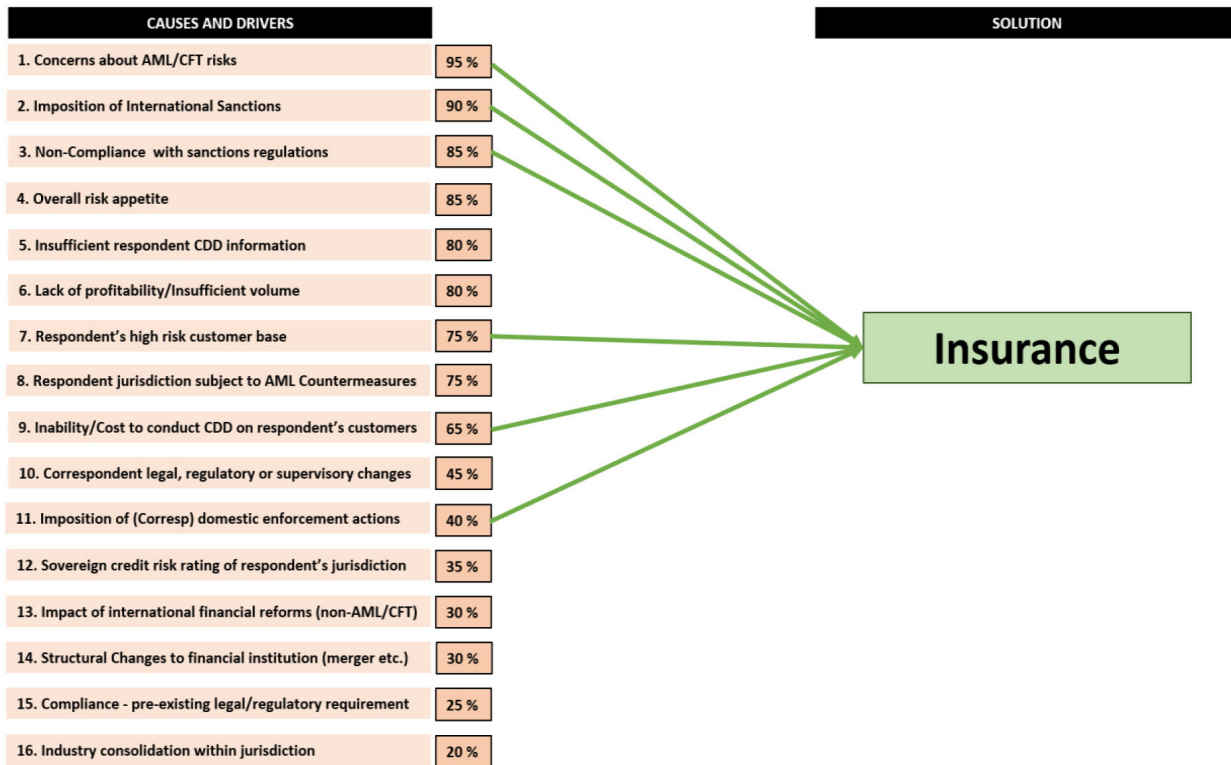 CAUSES AND DRIVERS
SOLUTION
1. Concerns about AML/CFT risks 95 %
2. Imposition of International Sanctions 90 %
3. Non-Compliance with sanctions regulations 85 %
4. Overall risk appetite 85 %
5. Insufficient respondent CDD information 80 %
6. Lack of profitability/Insufficient volume 80 %
7. Respondent’s high risk customer base 75 %
Insurance
8. Respondent jurisdiction subject to AML Countermeasures 75 %
9. Inability/Cost to conduct CDD on respondent’s customers 65 %
10. Correspondent legal, regulatory or supervisory changes 45 %
11. Imposition of (Corresp) domestic enforcement actions 40 %
12. Sovereign credit risk rating of respondent’s jurisdiction 35 %
13. Impact of international financial reforms (non-AML/CFT) 30 %
14. Structural Changes to financial institution (merger etc.) 30 %
15. Compliance - pre-existing legal/regulatory requirement 25 %
16. Industry consolidation within jurisdiction 20 %